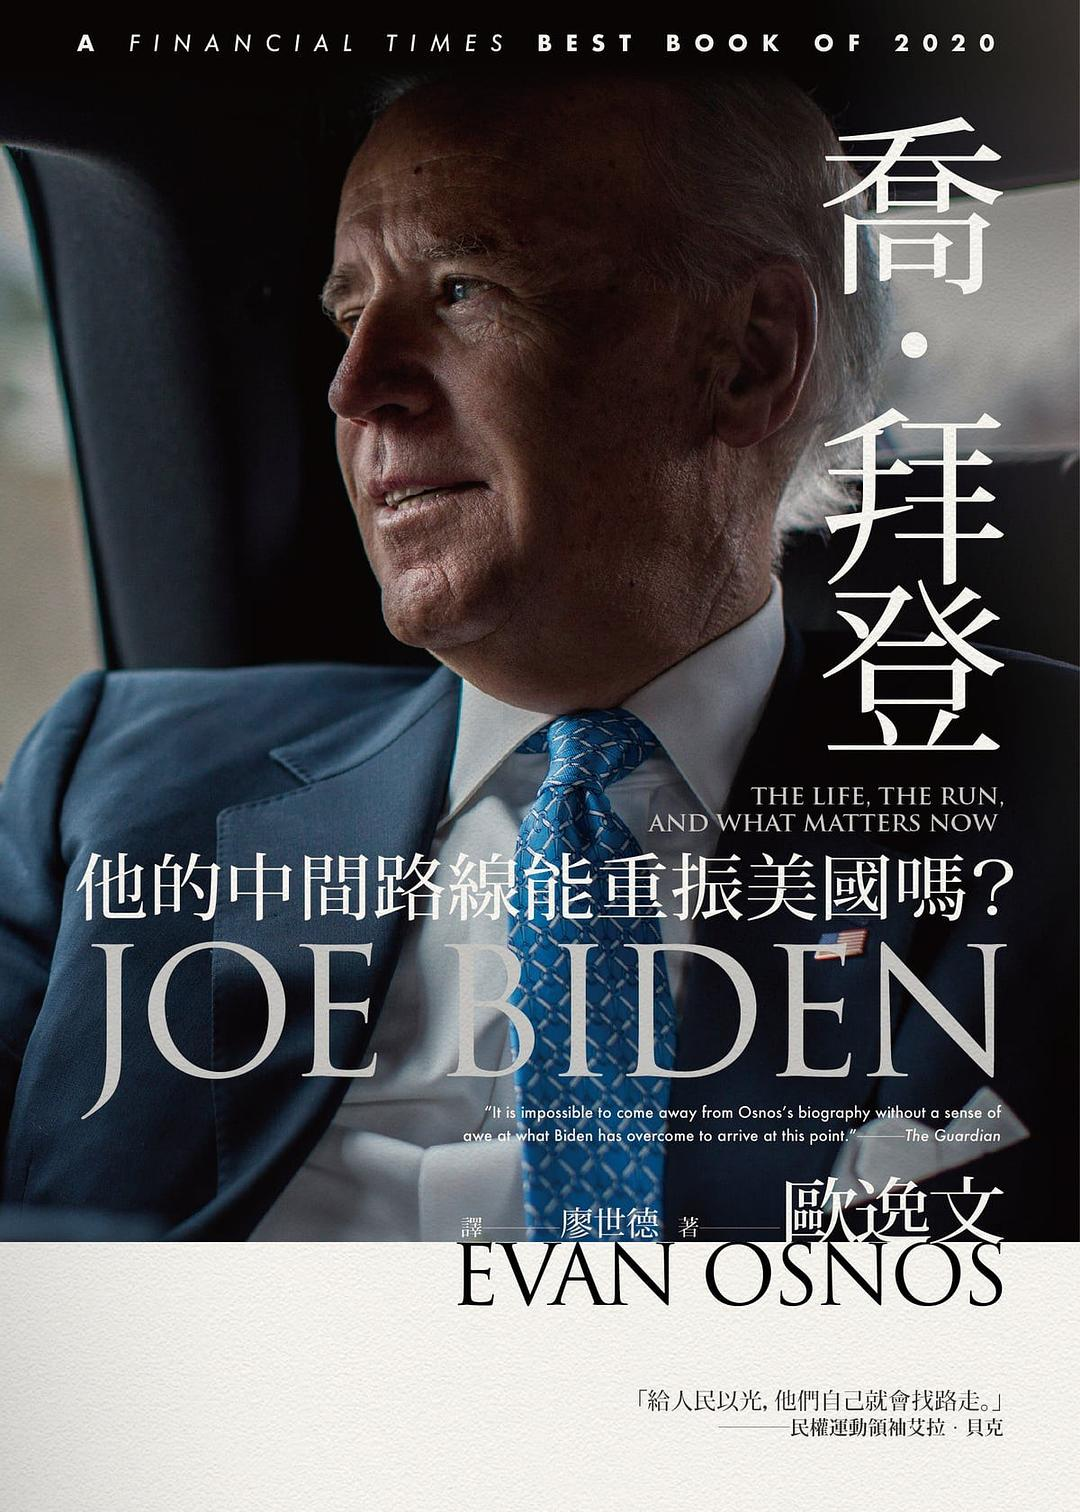 A FINANCIAL TIMES BEST BOOK OF 2020
喬·拜登
THE LIFE, THE RUN,
AND WHAT MATTERS NOW
他的中間路線能重振美國嗎?
JOE BIDEN
“It is impossible to come away from Osnos’s biography without a sense of
awe at what Biden has overcome to arrive at this point.”——The Guardian
譯——廖世德 著——歐逸文
EVAN OSNOS
「給人民以光,他們自己就會找路走。」
——民權運動領袖艾拉·貝克